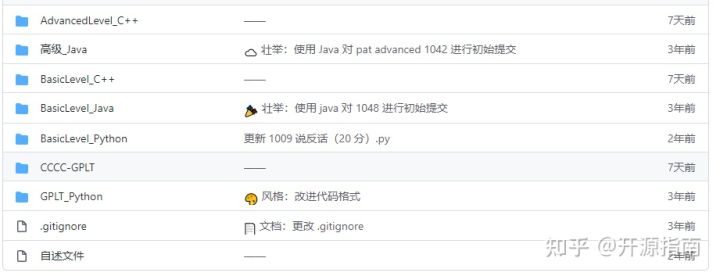 AdvancedLevel_C++ —— 7天前
高级_Java 壮举：使用 Java 对 pat advanced 1042 进行初始提交 3年前
BasicLevel_C++ —— 7天前
BasicLevel_Java 壮举：使用 java 对 1048 进行初始提交 3年前
BasicLevel_Python 更新 1009 说反话（20 分）.py 2年前
CCCC-GPLT —— 7天前
GPLT_Python 风格：改进代码格式 3年前
.gitignore 文档：更改 .gitignore 3年前
自述文件 —— 2年前
知乎 @开源指南